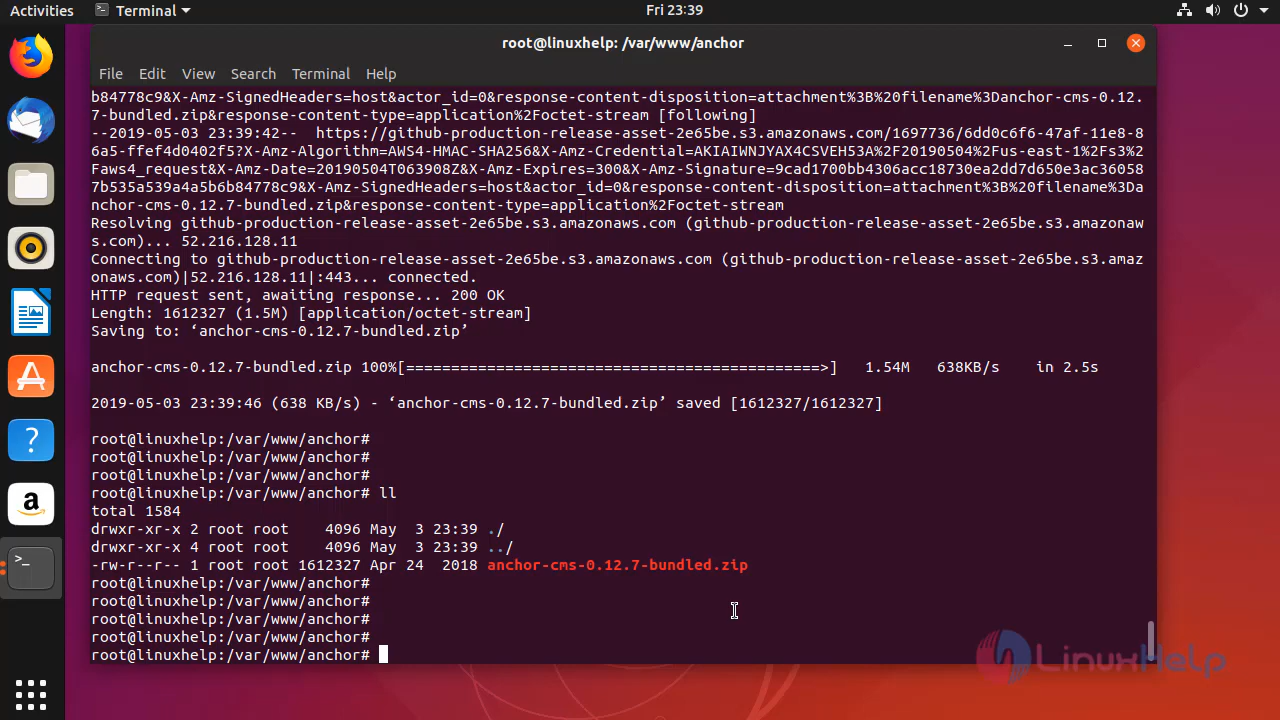 Activities Terminal Fri 23:39
root@linuxhelp: /var/www/anchor
File Edit View Search Terminal Help
b84778c9&X-Amz-SignedHeaders=host&actor_id=0&response-content-disposition=attachment%3B%20filename%3Danchor-cms-0.12.
7-bundled.zip&response-content-type=application%2Foctet-stream [following]
--2019-05-03 23:39:42-- https://github-production-release-asset-2e65be.s3.amazonaws.com/1697736/6dd0c6f6-47af-11e8-8
6a5-ffef4d0402f5?X-Amz-Algorithm=AWS4-HMAC-SHA256&X-Amz-Credential=AKIAIWNJYAX4CSVEH53A%2F20190504%2Fus-east-1%2Fs3%2
Faws4_request&X-Amz-Date=20190504T063908Z&X-Amz-Expires=300&X-Amz-Signature=9cad1700bb4306acc18730ea2dd7d650e3ac36058
7b535a539a4a5b6b84778c9&X-Amz-SignedHeaders=host&actor_id=0&response-content-disposition=attachment%3B%20filename%3Da
nchor-cms-0.12.7-bundled.zip&response-content-type=application%2Foctet-stream
Resolving github-production-release-asset-2e65be.s3.amazonaws.com (github-production-release-asset-2e65be.s3.amazonaw
s.com)... 52.216.128.11
Connecting to github-production-release-asset-2e65be.s3.amazonaws.com (github-production-release-asset-2e65be.s3.amaz
onaws.com)|52.216.128.11|:443... connected.
HTTP request sent, awaiting response... 200 OK
Length: 1612327 (1.5M) [application/octet-stream]
Saving to: ‘anchor-cms-0.12.7-bundled.zip’
anchor-cms-0.12.7-bundled.zip 100%[==============================================>] 1.54M 638KB/s in 2.5s
2019-05-03 23:39:46 (638 KB/s) - ‘anchor-cms-0.12.7-bundled.zip’ saved [1612327/1612327]
root@linuxhelp:/var/www/anchor#
root@linuxhelp:/var/www/anchor#
root@linuxhelp:/var/www/anchor#
root@linuxhelp:/var/www/anchor# ll
total 1584
drwxr-xr-x 2 root root 4096 May 3 23:39 ./
drwxr-xr-x 4 root root 4096 May 3 23:39 ../
-rw-r--r-- 1 root root 1612327 Apr 24 2018 anchor-cms-0.12.7-bundled.zip
root@linuxhelp:/var/www/anchor#
root@linuxhelp:/var/www/anchor#
root@linuxhelp:/var/www/anchor#
root@linuxhelp:/var/www/anchor#
root@linuxhelp:/var/www/anchor#
LinuxHelp